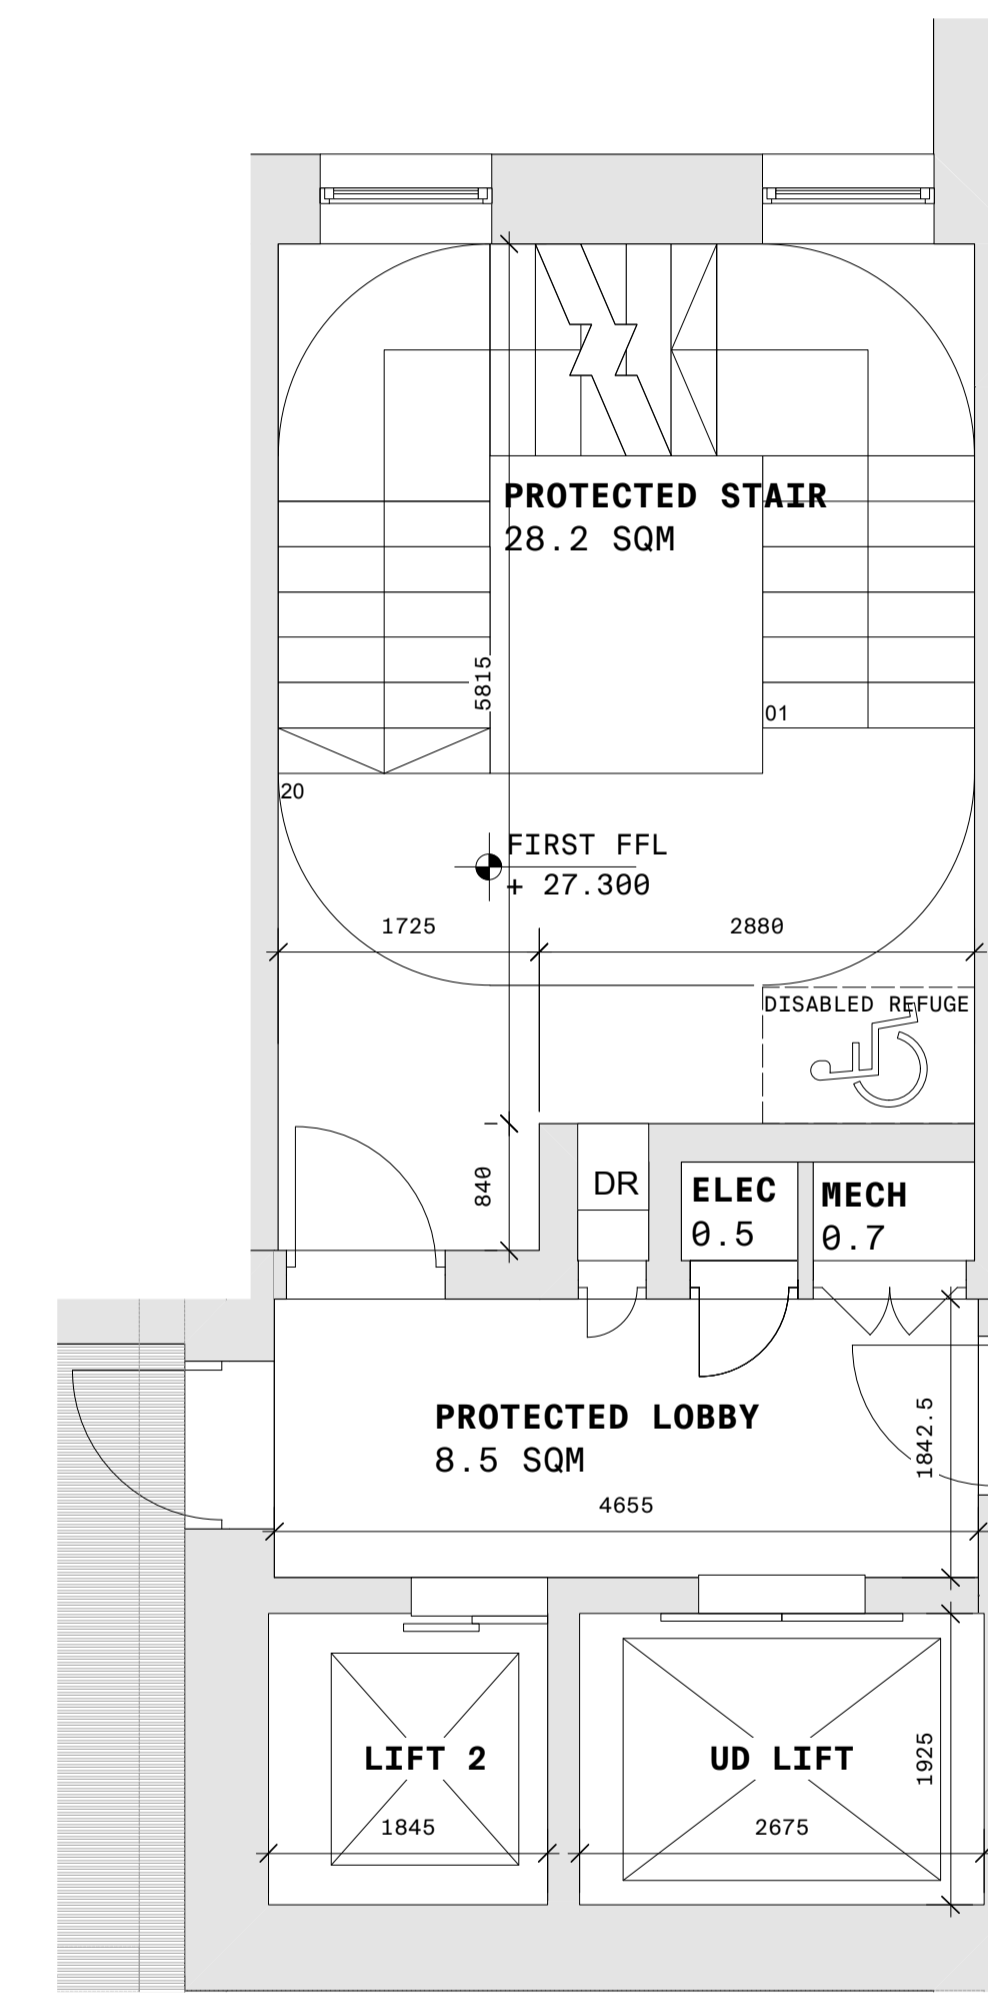 PROTECTED STAIR
28.2 SQM
5815
01
20
FIRST FFL
+ 27.300
1725
2880
DISABLED REFUGE
840
DR
ELEC
0.5
MECH
0.7
PROTECTED LOBBY
8.5 SQM
1842.5
4655
LIFT 2
1845
UD LIFT
1925
2675